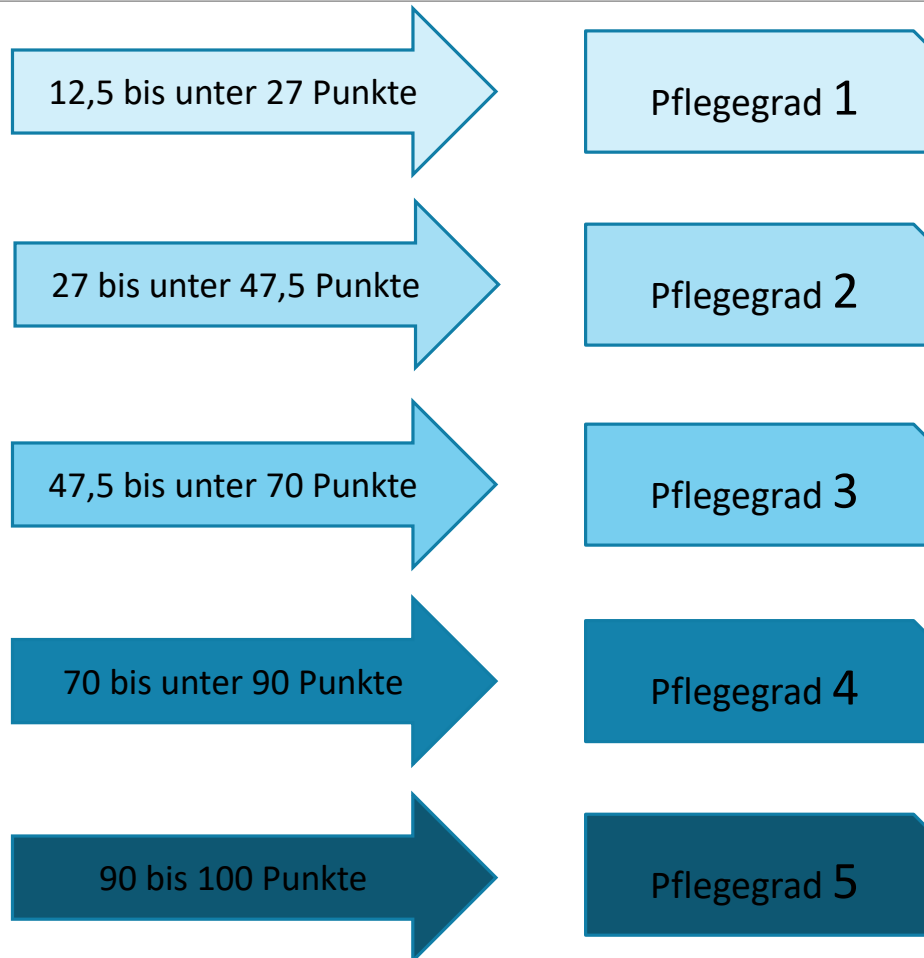 12,5 bis unter 27 Punkte
Pflegegrad 1
27 bis unter 47,5 Punkte
Pflegegrad 2
47,5 bis unter 70 Punkte
Pflegegrad 3
70 bis unter 90 Punkte
Pflegegrad 4
90 bis 100 Punkte
Pflegegrad 5